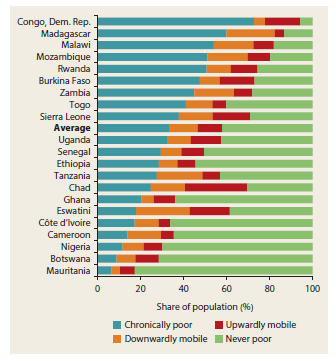 Congo, Dem. Rep.
Madagascar
Malawi
Mozambique
Rwanda
Burkina Faso
Zambia
Togo
Sierra Leone
Average
Uganda
Senegal
Ethiopia
Tanzania
Chad
Ghana
Eswatini
Côte d'Ivoire
Cameroon
Nigeria
Botswana
Mauritania
0 20 40 60 80 100
Share of population (%)
Chronically poor Upwardly mobile
Downwardly mobile Never poor